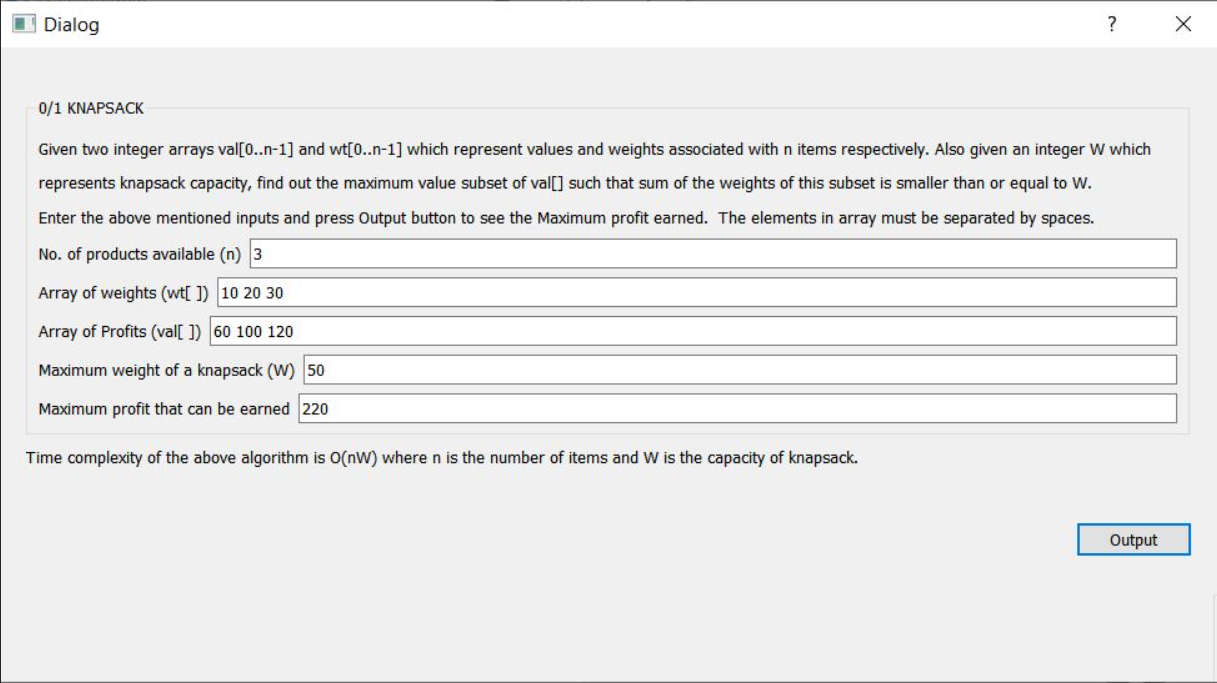 Dialog
?
0/1 KNAPSACK
Given two integer arrays val[0..n-1] and wt[0..n-1] which represent values and weights associated with n items respectively. Also given an integer W which
represents knapsack capacity, find out the maximum value subset of val[] such that sum of the weights of this subset is smaller than or equal to W.
Enter the above mentioned inputs and press Output button to see the Maximum profit earned.  The elements in array must be separated by spaces.
No. of products available (n) 3
Array of weights (wt[ ]) 10 20 30
Array of Profits (val[ ]) 60 100 120
Maximum weight of a knapsack (W) 50
Maximum profit that can be earned 220
Time complexity of the above algorithm is O(nW) where n is the number of items and W is the capacity of knapsack.
Output